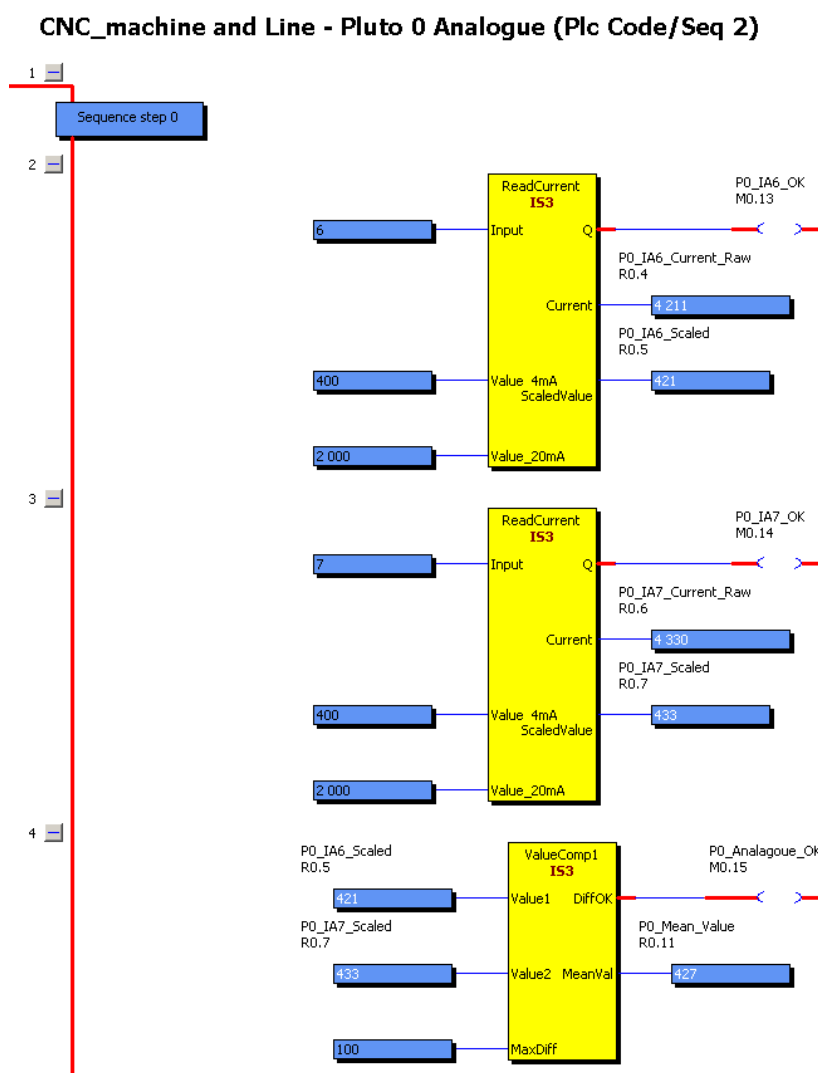 CNC_machine and Line - Pluto 0 Analogue (Plc Code/Seq 2)
1
Sequence step 0
2
ReadCurrent
IS3
P0_IA6_OK
M0.13
6
Input
Q
P0_IA6_Current_Raw
R0.4
Current
4 211
P0_IA6_Scaled
R0.5
400
Value_4mA
ScaledValue
421
2 000
Value_20mA
3
ReadCurrent
IS3
P0_IA7_OK
M0.14
7
Input
Q
P0_IA7_Current_Raw
R0.6
Current
4 330
P0_IA7_Scaled
R0.7
400
Value_4mA
ScaledValue
433
2 000
Value_20mA
4
P0_IA6_Scaled
R0.5
ValueComp1
IS3
P0_Analagoue_OK
M0.15
421
Value1
DiffOK
P0_IA7_Scaled
R0.7
P0_Mean_Value
R0.11
433
Value2
MeanVal
427
100
MaxDiff